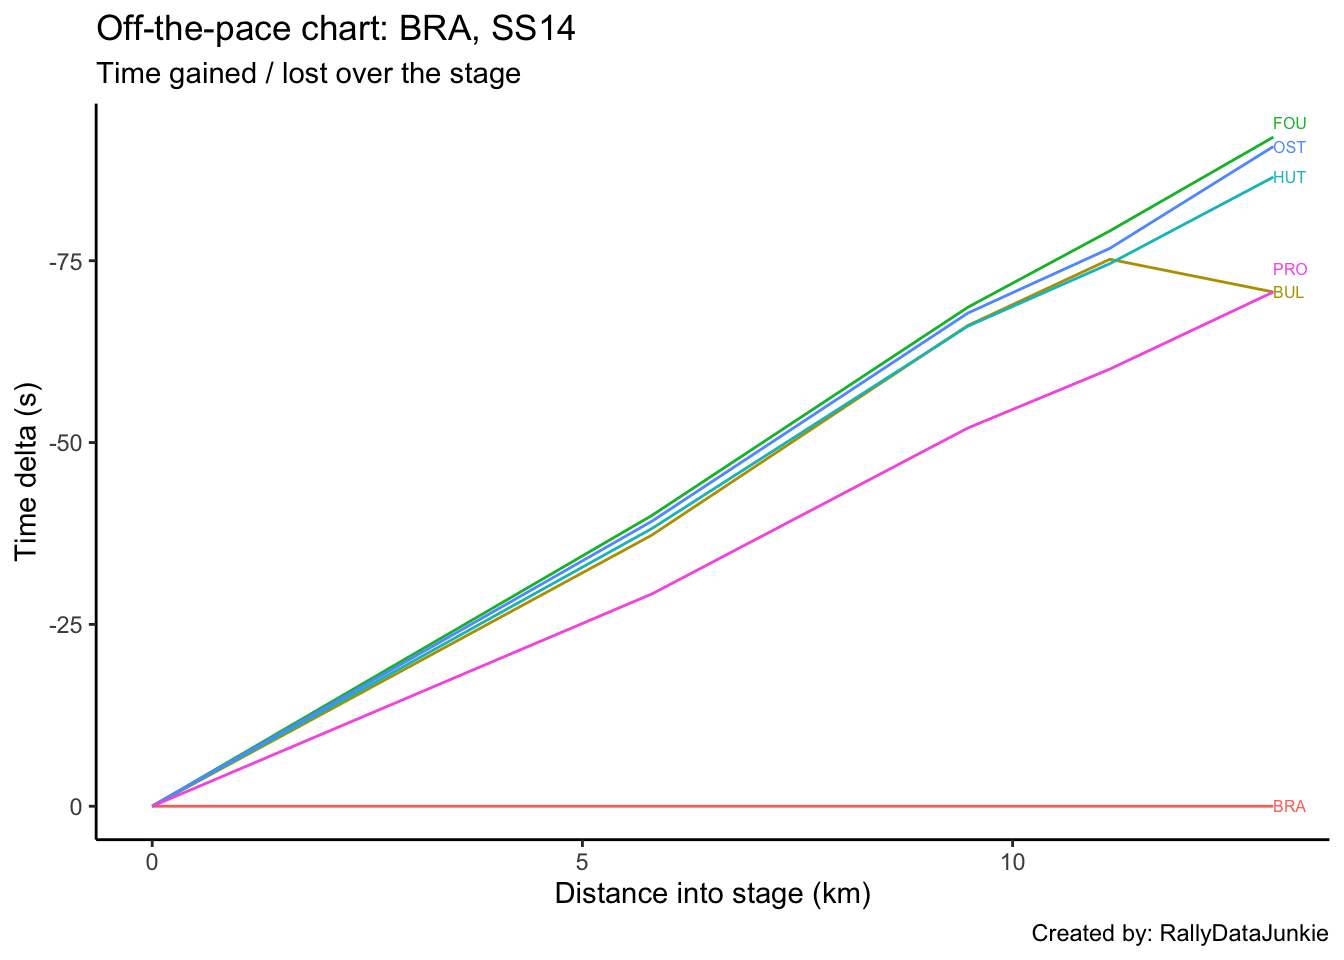 Off-the-pace chart: BRA, SS14
Time gained / lost over the stage
FOU
OST
HUT
-75
PRO
BUL
-50
Time delta (s)
-25
0
BRA
0 5 10
Distance into stage (km)
Created by: RallyDataJunkie